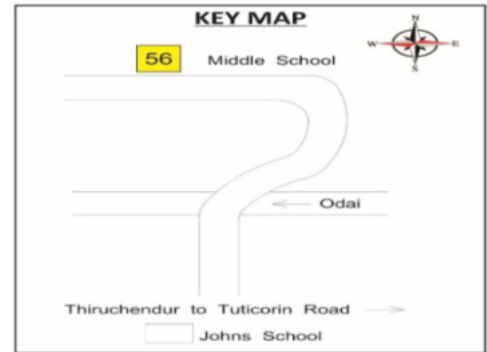 KEY MAP
N
W E
S
56 Middle School
Odai
Thiruchendur to Tuticorin Road
Johns School